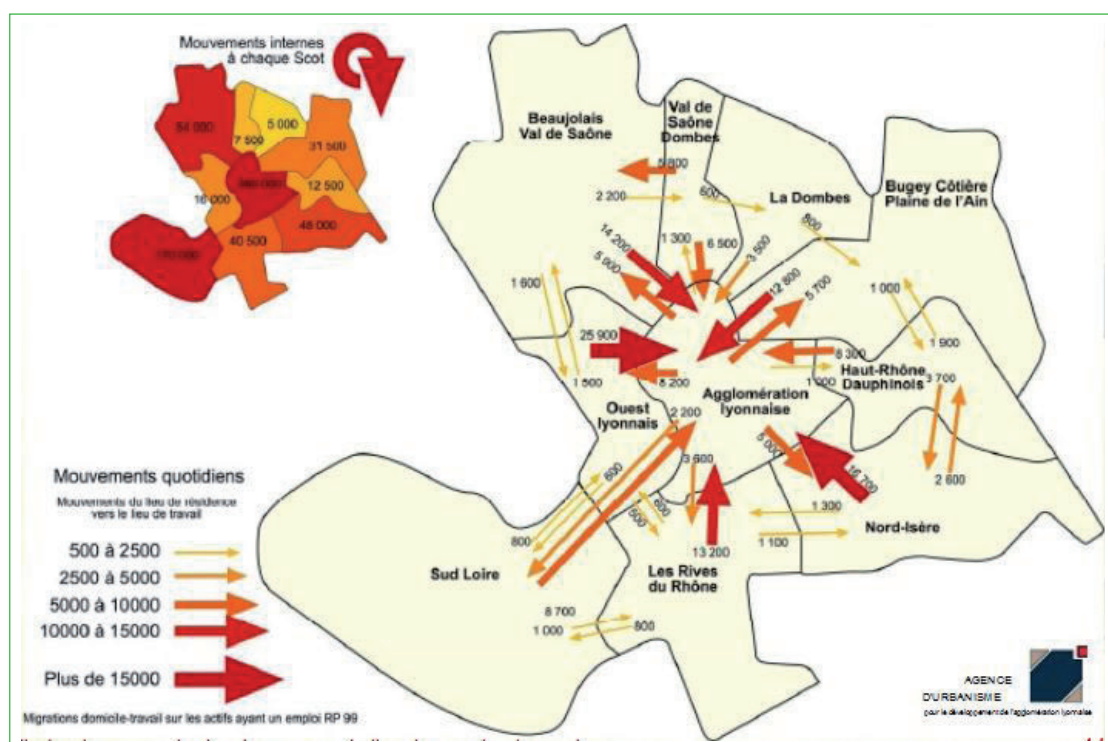 Mouvements internes
à chaque Scot
54 000
7 500
5 000
31 500
12 500
16 000
48 000
40 500
Beaujolais
Val de Saône
Val de
Saône
Dombes
La Dombes
Bugey Côtière
Plaine de l'Ain
5 800
2 200
600
800
14 200
5 900
1 300
6 500
3 500
12 800
5 700
1 000
1 600
25 900
1 900
8 300
Haut-Rhône
Dauphinois
1 500
8 200
1 000
3 700
Ouest
lyonnais
Agglomération
lyonnaise
2 200
5 000
16 700
3 600
2 600
600
800
600
500
1 300
Nord-Isère
1 100
13 200
Sud Loire
Les Rives
du Rhône
8 700
1 000
800
Mouvements quotidiens
Mouvements du lieu de résidence
vers le lieu de travail
500 à 2500
2500 à 5000
5000 à 10000
10000 à 15000
Plus de 15000
Migrations domicile-travail sur les actifs ayant un emploi RP 99
AGENCE
D'URBANISME
pour le développement de l'agglomération lyonnaise